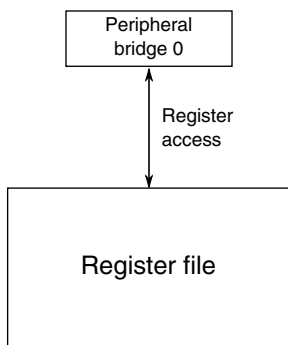 Peripheral
bridge 0
Register
access
Register file